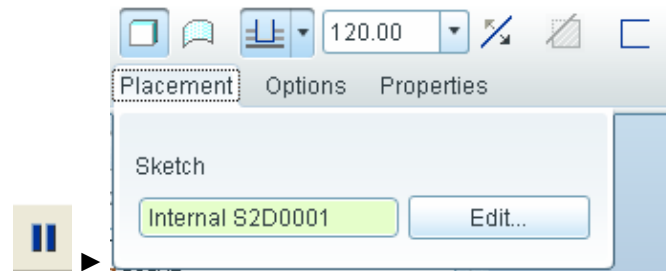 120.00
Placement Options Properties
Sketch
Internal S2D0001 Edit...